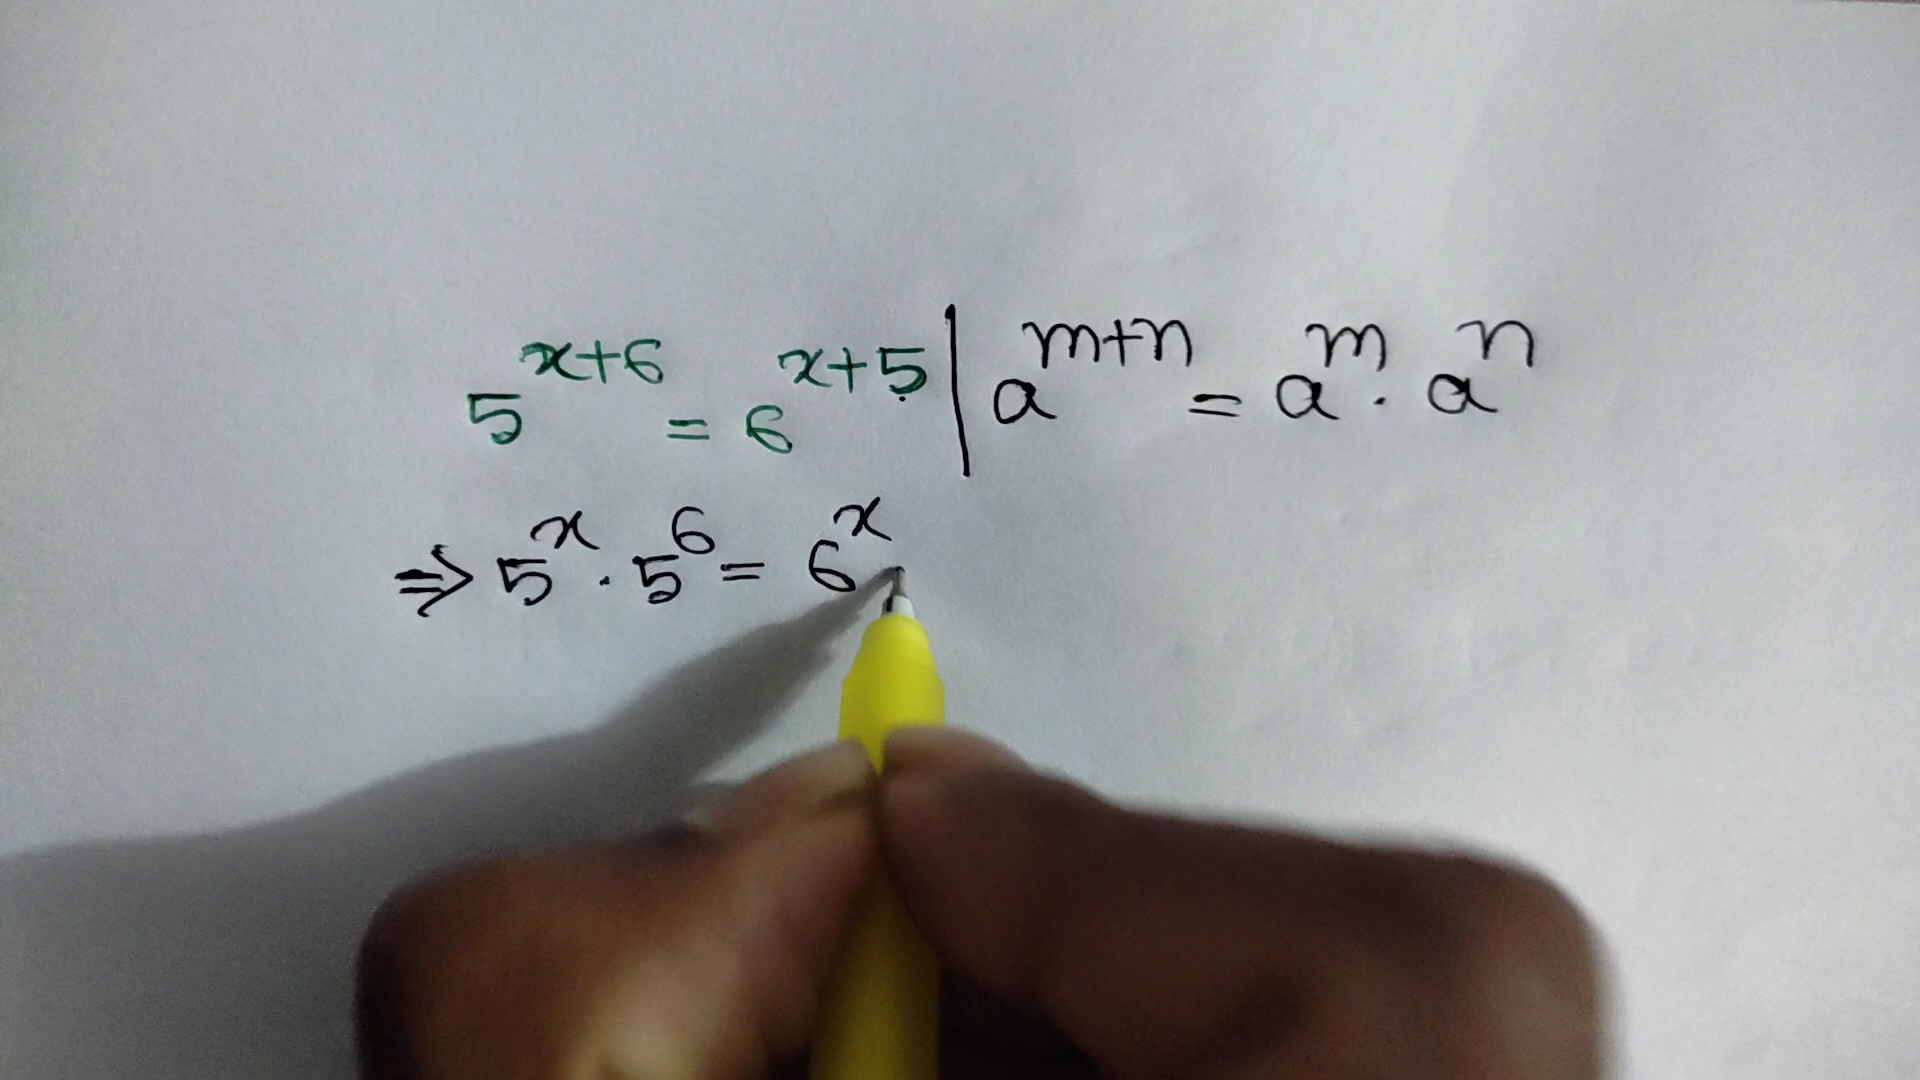 5^{x+6} = 6^{x+5} | a^{m+n} = a^m · a^n
⇒ 5^x · 5^6 = 6^x